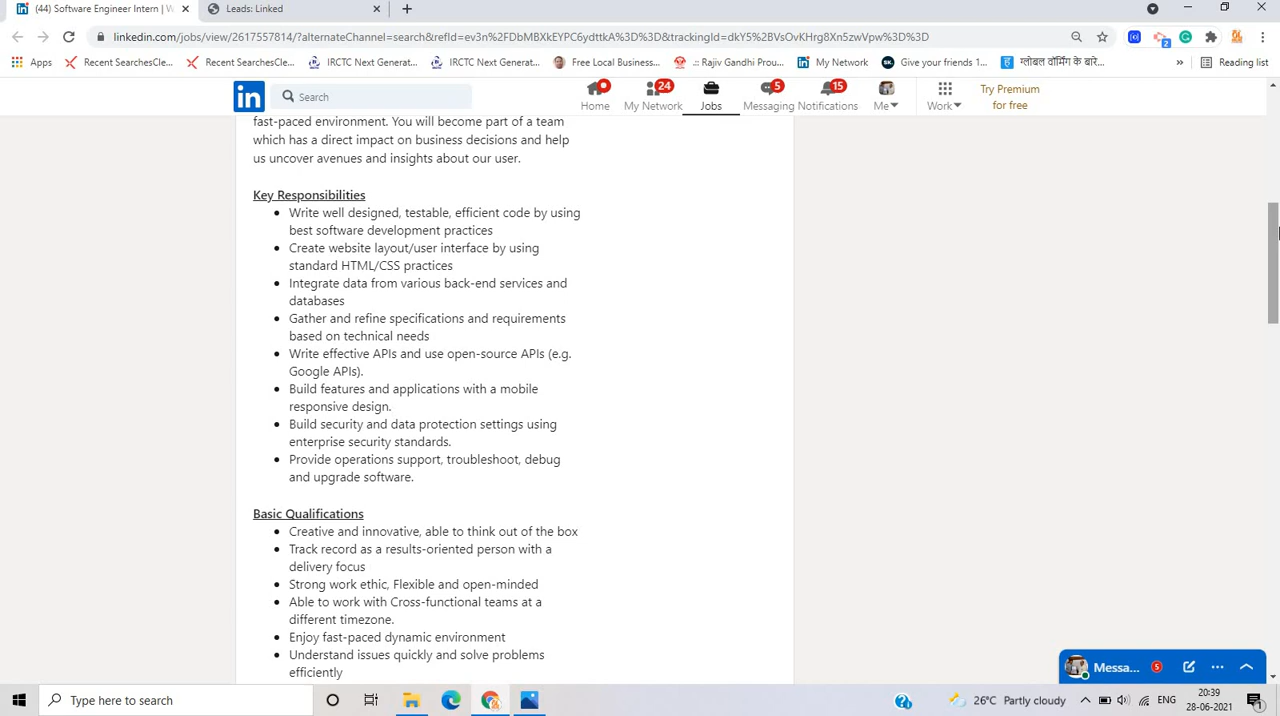 (44) Software Engineer Intern | W
Leads: Linked
linkedin.com/jobs/view/2617557814/?alternateChannel=search&refId=ev3n%2FDbMBXkEYPC6ydttkA%3D%3D&trackingId=dkY5%2BVsOvKHrg8Xn5zwVpw%3D%3D
2
Apps
Recent SearchesCle...
Recent SearchesCle...
IRCTC Next Generat...
IRCTC Next Generat...
Free Local Business...
.:: Rajiv Gandhi Prou...
My Network
SK
Give your friends 1...
ग्लोबल वॉर्मिंग के बारे...
»
Reading list
in
Search
Home
24
My Network
Jobs
5
Messaging
15
Notifications
Me
Work
Try Premium
for free
fast-paced environment. You will become part of a team
which has a direct impact on business decisions and help
us uncover avenues and insights about our user.
Key Responsibilities
• Write well designed, testable, efficient code by using
best software development practices
• Create website layout/user interface by using
standard HTML/CSS practices
• Integrate data from various back-end services and
databases
• Gather and refine specifications and requirements
based on technical needs
• Write effective APIs and use open-source APIs (e.g.
Google APIs).
• Build features and applications with a mobile
responsive design.
• Build security and data protection settings using
enterprise security standards.
• Provide operations support, troubleshoot, debug
and upgrade software.
Basic Qualifications
• Creative and innovative, able to think out of the box
• Track record as a results-oriented person with a
delivery focus
• Strong work ethic, Flexible and open-minded
• Able to work with Cross-functional teams at a
different timezone.
• Enjoy fast-paced dynamic environment
• Understand issues quickly and solve problems
efficiently
Messa...
5
Type here to search
26°C Partly cloudy
ENG
20:39
28-06-2021
1